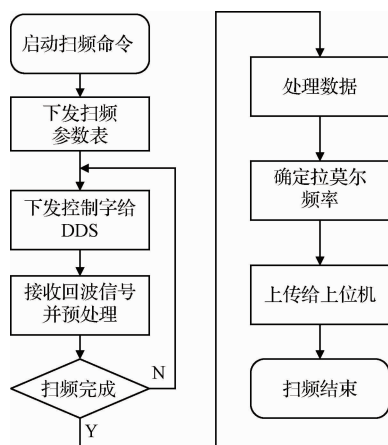 启动扫频命令
下发扫频
参数表
下发控制字给
DDS
接收回波信号
并预处理
扫频完成
N
Y
处理数据
确定拉莫尔
频率
上传给上位机
扫频结束